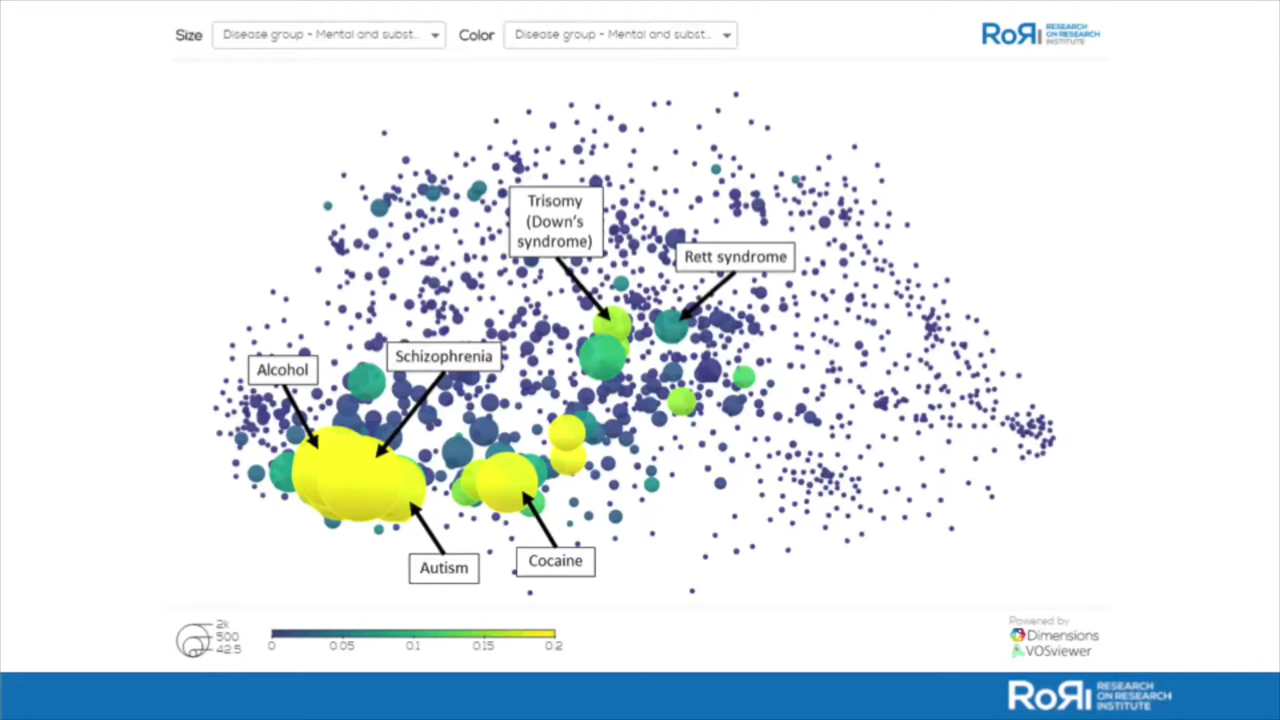 Size Disease group - Mental and subst... Color Disease group - Mental and subst...
RoRI RESEARCH
ON RESEARCH
INSTITUTE
Trisomy
(Down's
syndrome)
Rett syndrome
Schizophrenia
Alcohol
Cocaine
Autism
2k
500
42.5
0 0.05 0.1 0.15 0.2
Powered by
Dimensions
VOSviewer
RoRI RESEARCH
ON RESEARCH
INSTITUTE